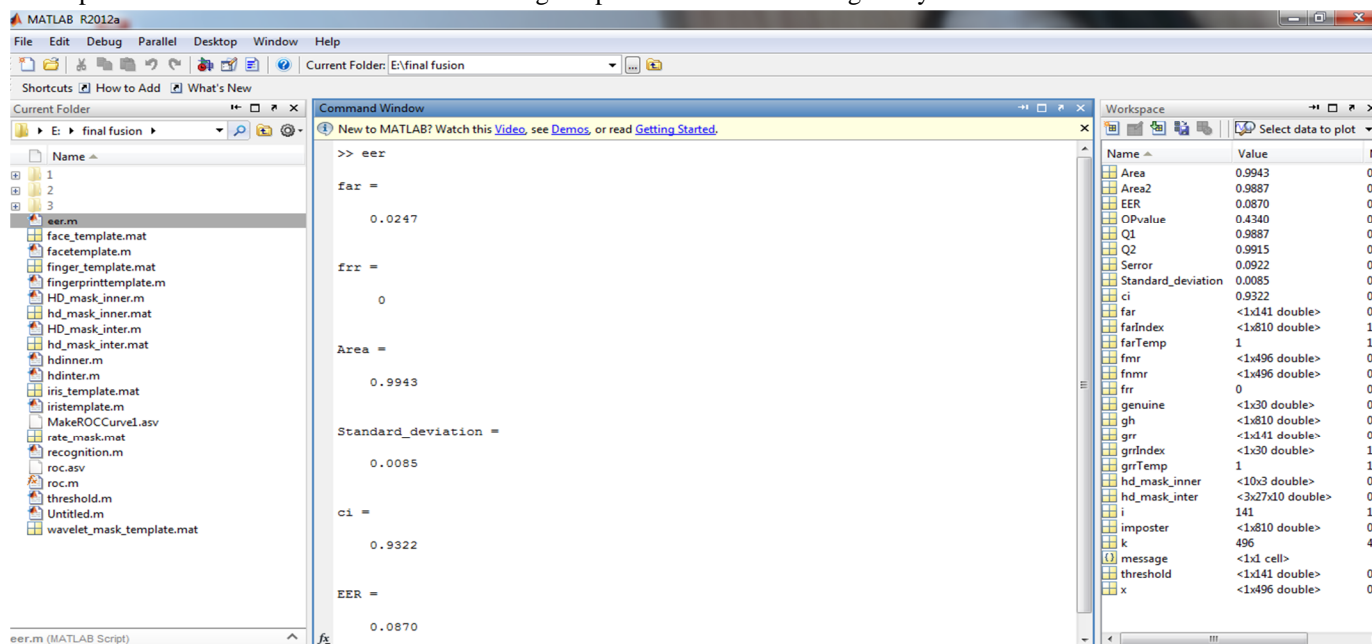 MATLAB R2012a
File Edit Debug Parallel Desktop Window Help
Current Folder: E:\final fusion
Shortcuts How to Add What's New
Current Folder
E: ▸ final fusion ▸
Name
1
2
3
eer.m
face_template.mat
facetemplate.m
finger_template.mat
fingerprinttemplate.m
HD_mask_inner.m
hd_mask_inner.mat
HD_mask_inter.m
hd_mask_inter.mat
hdinner.m
hdinter.m
iris_template.mat
iristemplate.m
MakeROCCurve1.asv
rate_mask.mat
recognition.m
roc.asv
roc.m
threshold.m
Untitled.m
wavelet_mask_template.mat
eer.m (MATLAB Script)
Command Window
New to MATLAB? Watch this Video, see Demos, or read Getting Started.
>> eer
far =
0.0247
frr =
0
Area =
0.9943
Standard_deviation =
0.0085
ci =
0.9322
EER =
0.0870
fx
Workspace
Select data to plot
Name Value
Area 0.9943
Area2 0.9887
EER 0.0870
OPvalue 0.4340
Q1 0.9887
Q2 0.9915
Serror 0.0922
Standard_deviation 0.0085
ci 0.9322
far <1x141 double>
farIndex <1x810 double>
farTemp 1
fmr <1x496 double>
fnmr <1x496 double>
frr 0
genuine <1x30 double>
gh <1x810 double>
grr <1x141 double>
grrIndex <1x30 double>
grrTemp 1
hd_mask_inner <10x3 double>
hd_mask_inter <3x27x10 double>
i 141
imposter <1x810 double>
k 496
message <1x1 cell>
threshold <1x141 double>
x <1x496 double>